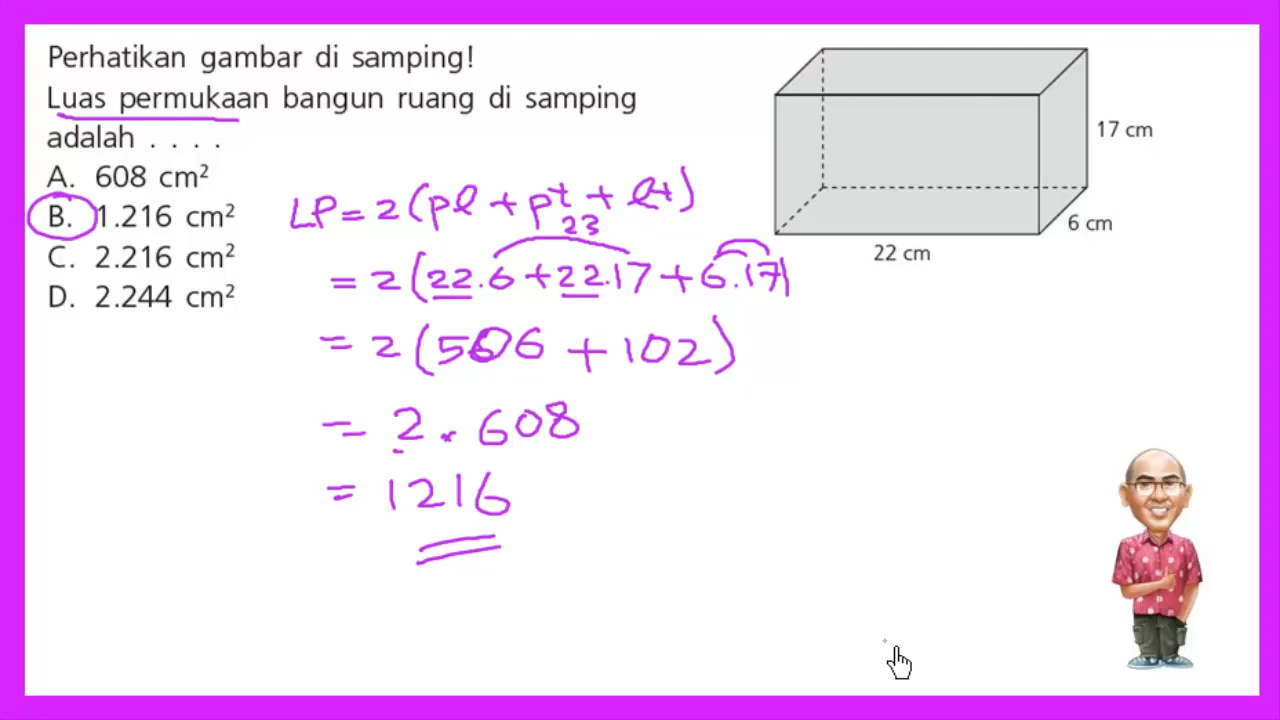 Perhatikan gambar di samping!
Luas permukaan bangun ruang di samping
adalah . . . .
A. 608 cm²
B. 1.216 cm²
C. 2.216 cm²
D. 2.244 cm²
17 cm
6 cm
22 cm
LP = 2 (pl + pt + lt)
23
= 2 (22.6 + 22.17 + 6.17)
= 2 (506 + 102)
= 2 . 608
= 1216